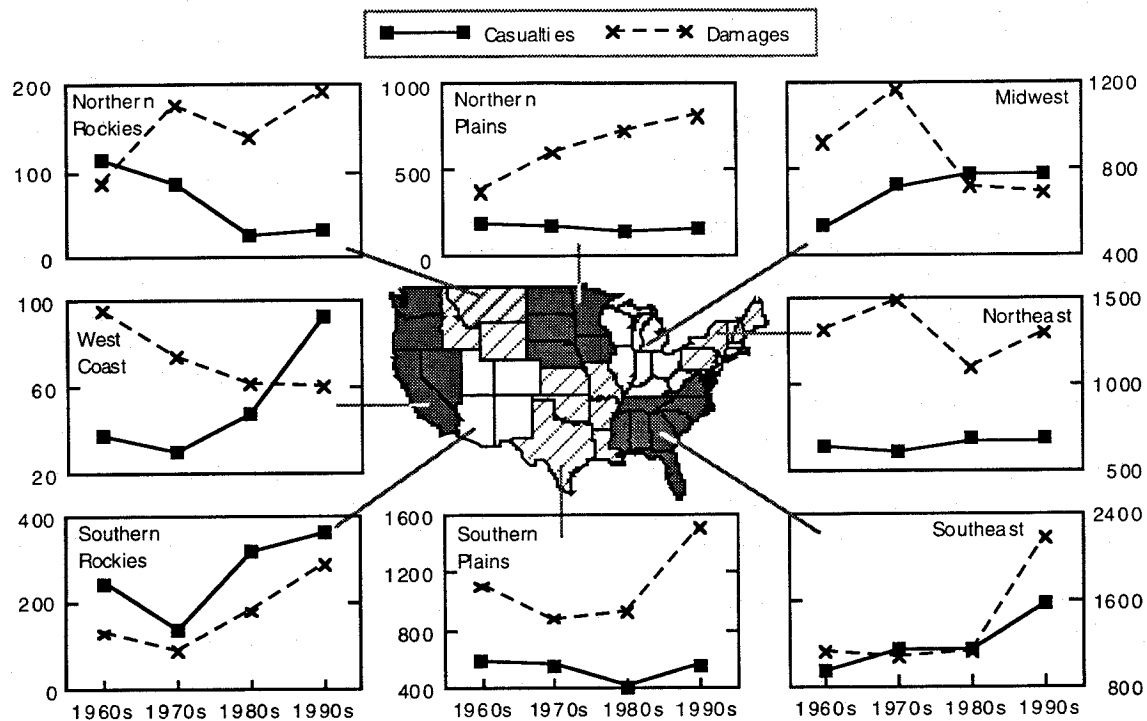 Casualties Damages
200
100
0
Northern
Rockies
1000
500
0
Northern
Plains
Midwest
1200
800
400
100
60
20
West
Coast
Northeast
1500
1000
500
400
200
0
Southern
Rockies
1960s 1970s 1980s 1990s
1600
1200
800
400
Southern
Plains
1960s 1970s 1980s 1990s
Southeast
2400
1600
800
1960s 1970s 1980s 1990s